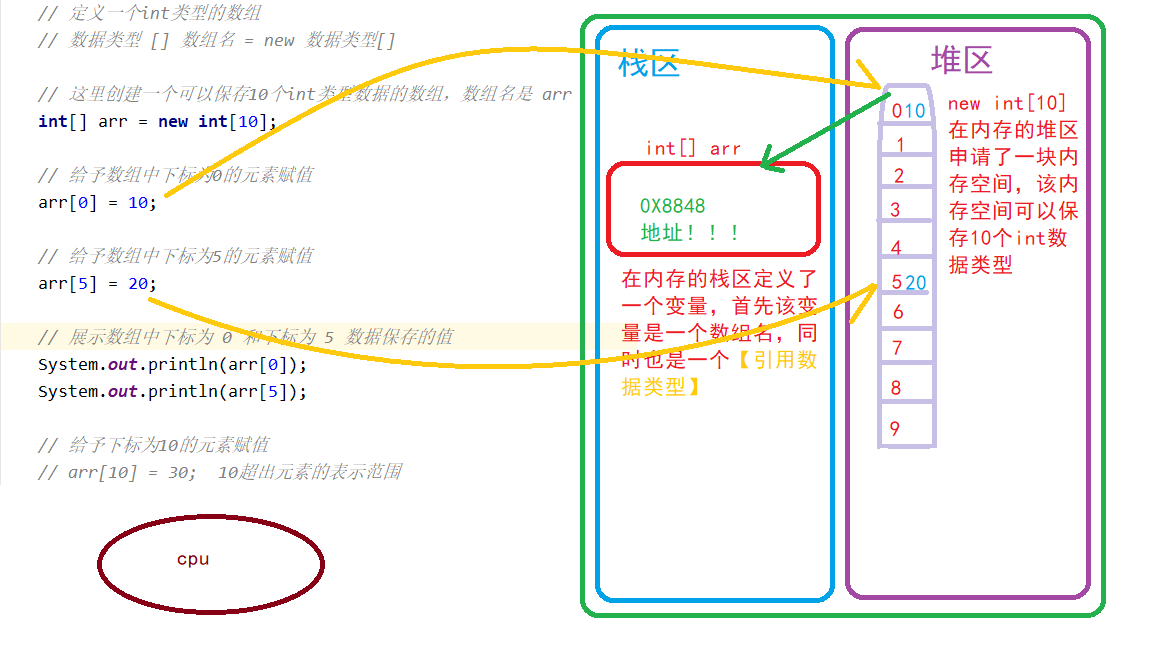 // 定义一个int类型的数组
// 数据类型 [] 数组名 = new 数据类型[]
// 这里创建一个可以保存10个int类型数据的数组，数组名是 arr
int[] arr = new int[10];
// 给予数组中下标为0的元素赋值
arr[0] = 10;
// 给予数组中下标为5的元素赋值
arr[5] = 20;
// 展示数组中下标为 0 和下标为 5 数据保存的值
System.out.println(arr[0]);
System.out.println(arr[5]);
// 给予下标为10的元素赋值
// arr[10] = 30;  10超出元素的表示范围
cpu
栈区
int[] arr
0X8848
地址！！！
在内存的栈区定义了
一个变量，首先该变
量是一个数组名，同
时也是一个【引用数
据类型】
堆区
0 10
1
2
3
4
5 20
6
7
8
9
new int[10]
在内存的堆区
申请了一块内
存空间，该内
存空间可以保
存10个int数
据类型